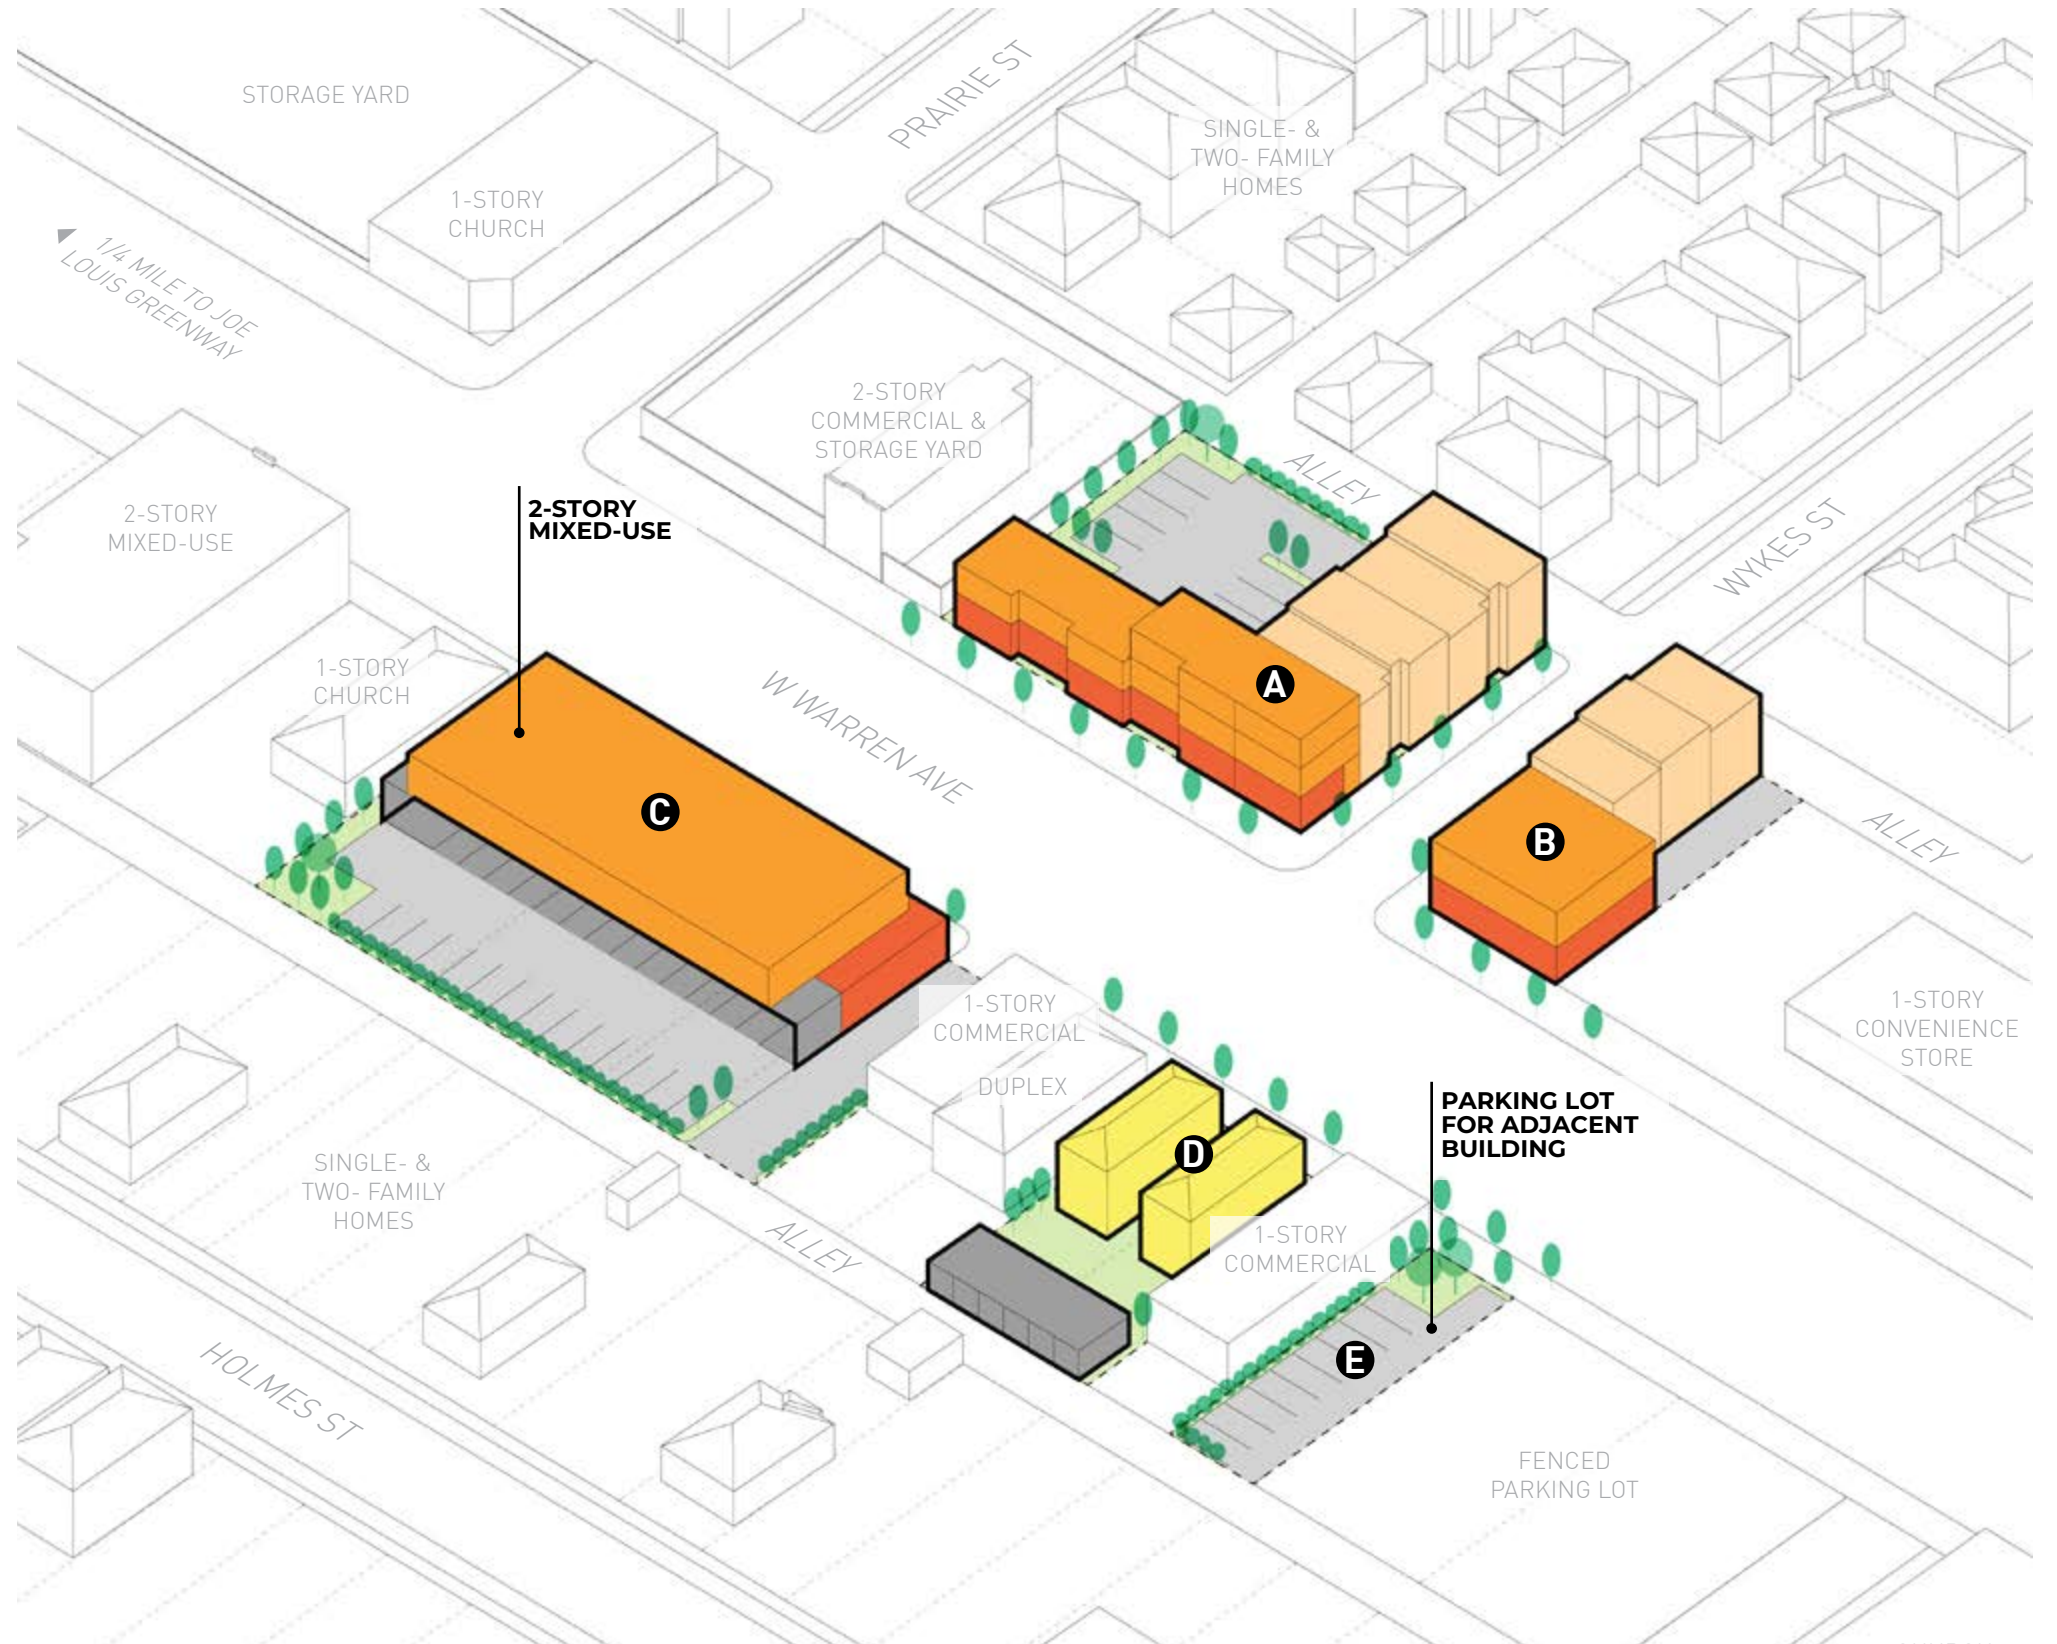 PRAIRIE ST
STORAGE YARD
SINGLE- &
TWO- FAMILY
HOMES
1-STORY
CHURCH
1/4 MILE TO JOE
LOUIS GREENWAY
2-STORY
COMMERCIAL &
STORAGE YARD
ALLEY
2-STORY
MIXED-USE
2-STORY
MIXED-USE
WYKES ST
1-STORY
CHURCH
A
W WARREN AVE
C
B
ALLEY
1-STORY
COMMERCIAL
1-STORY
CONVENIENCE
STORE
DUPLEX
PARKING LOT
FOR ADJACENT
BUILDING
D
SINGLE- &
TWO- FAMILY
HOMES
ALLEY
1-STORY
COMMERCIAL
E
HOLMES ST
FENCED
PARKING LOT